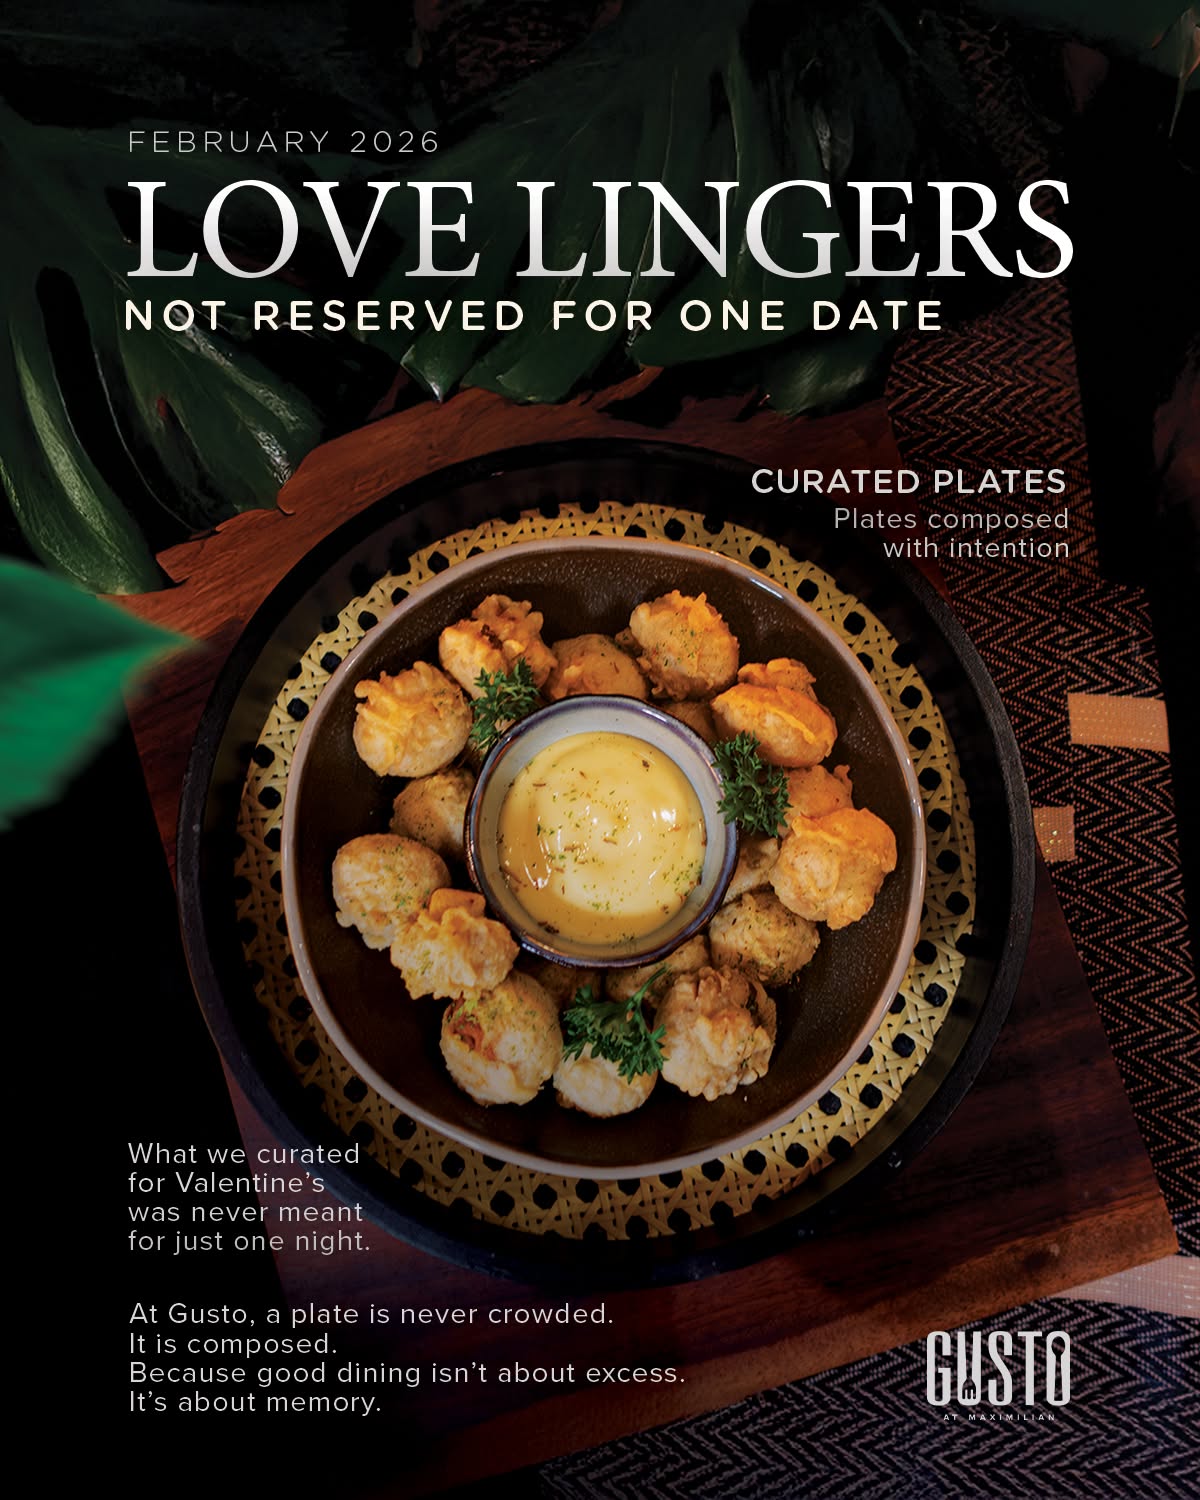 FEBRUARY 2026
LOVE LINGERS
NOT RESERVED FOR ONE DATE
CURATED PLATES
Plates composed
with intention
What we curated
for Valentine’s
was never meant
for just one night.
At Gusto, a plate is never crowded.
It is composed.
Because good dining isn’t about excess.
It’s about memory.
GUSTO
AT MAXIMILIAN